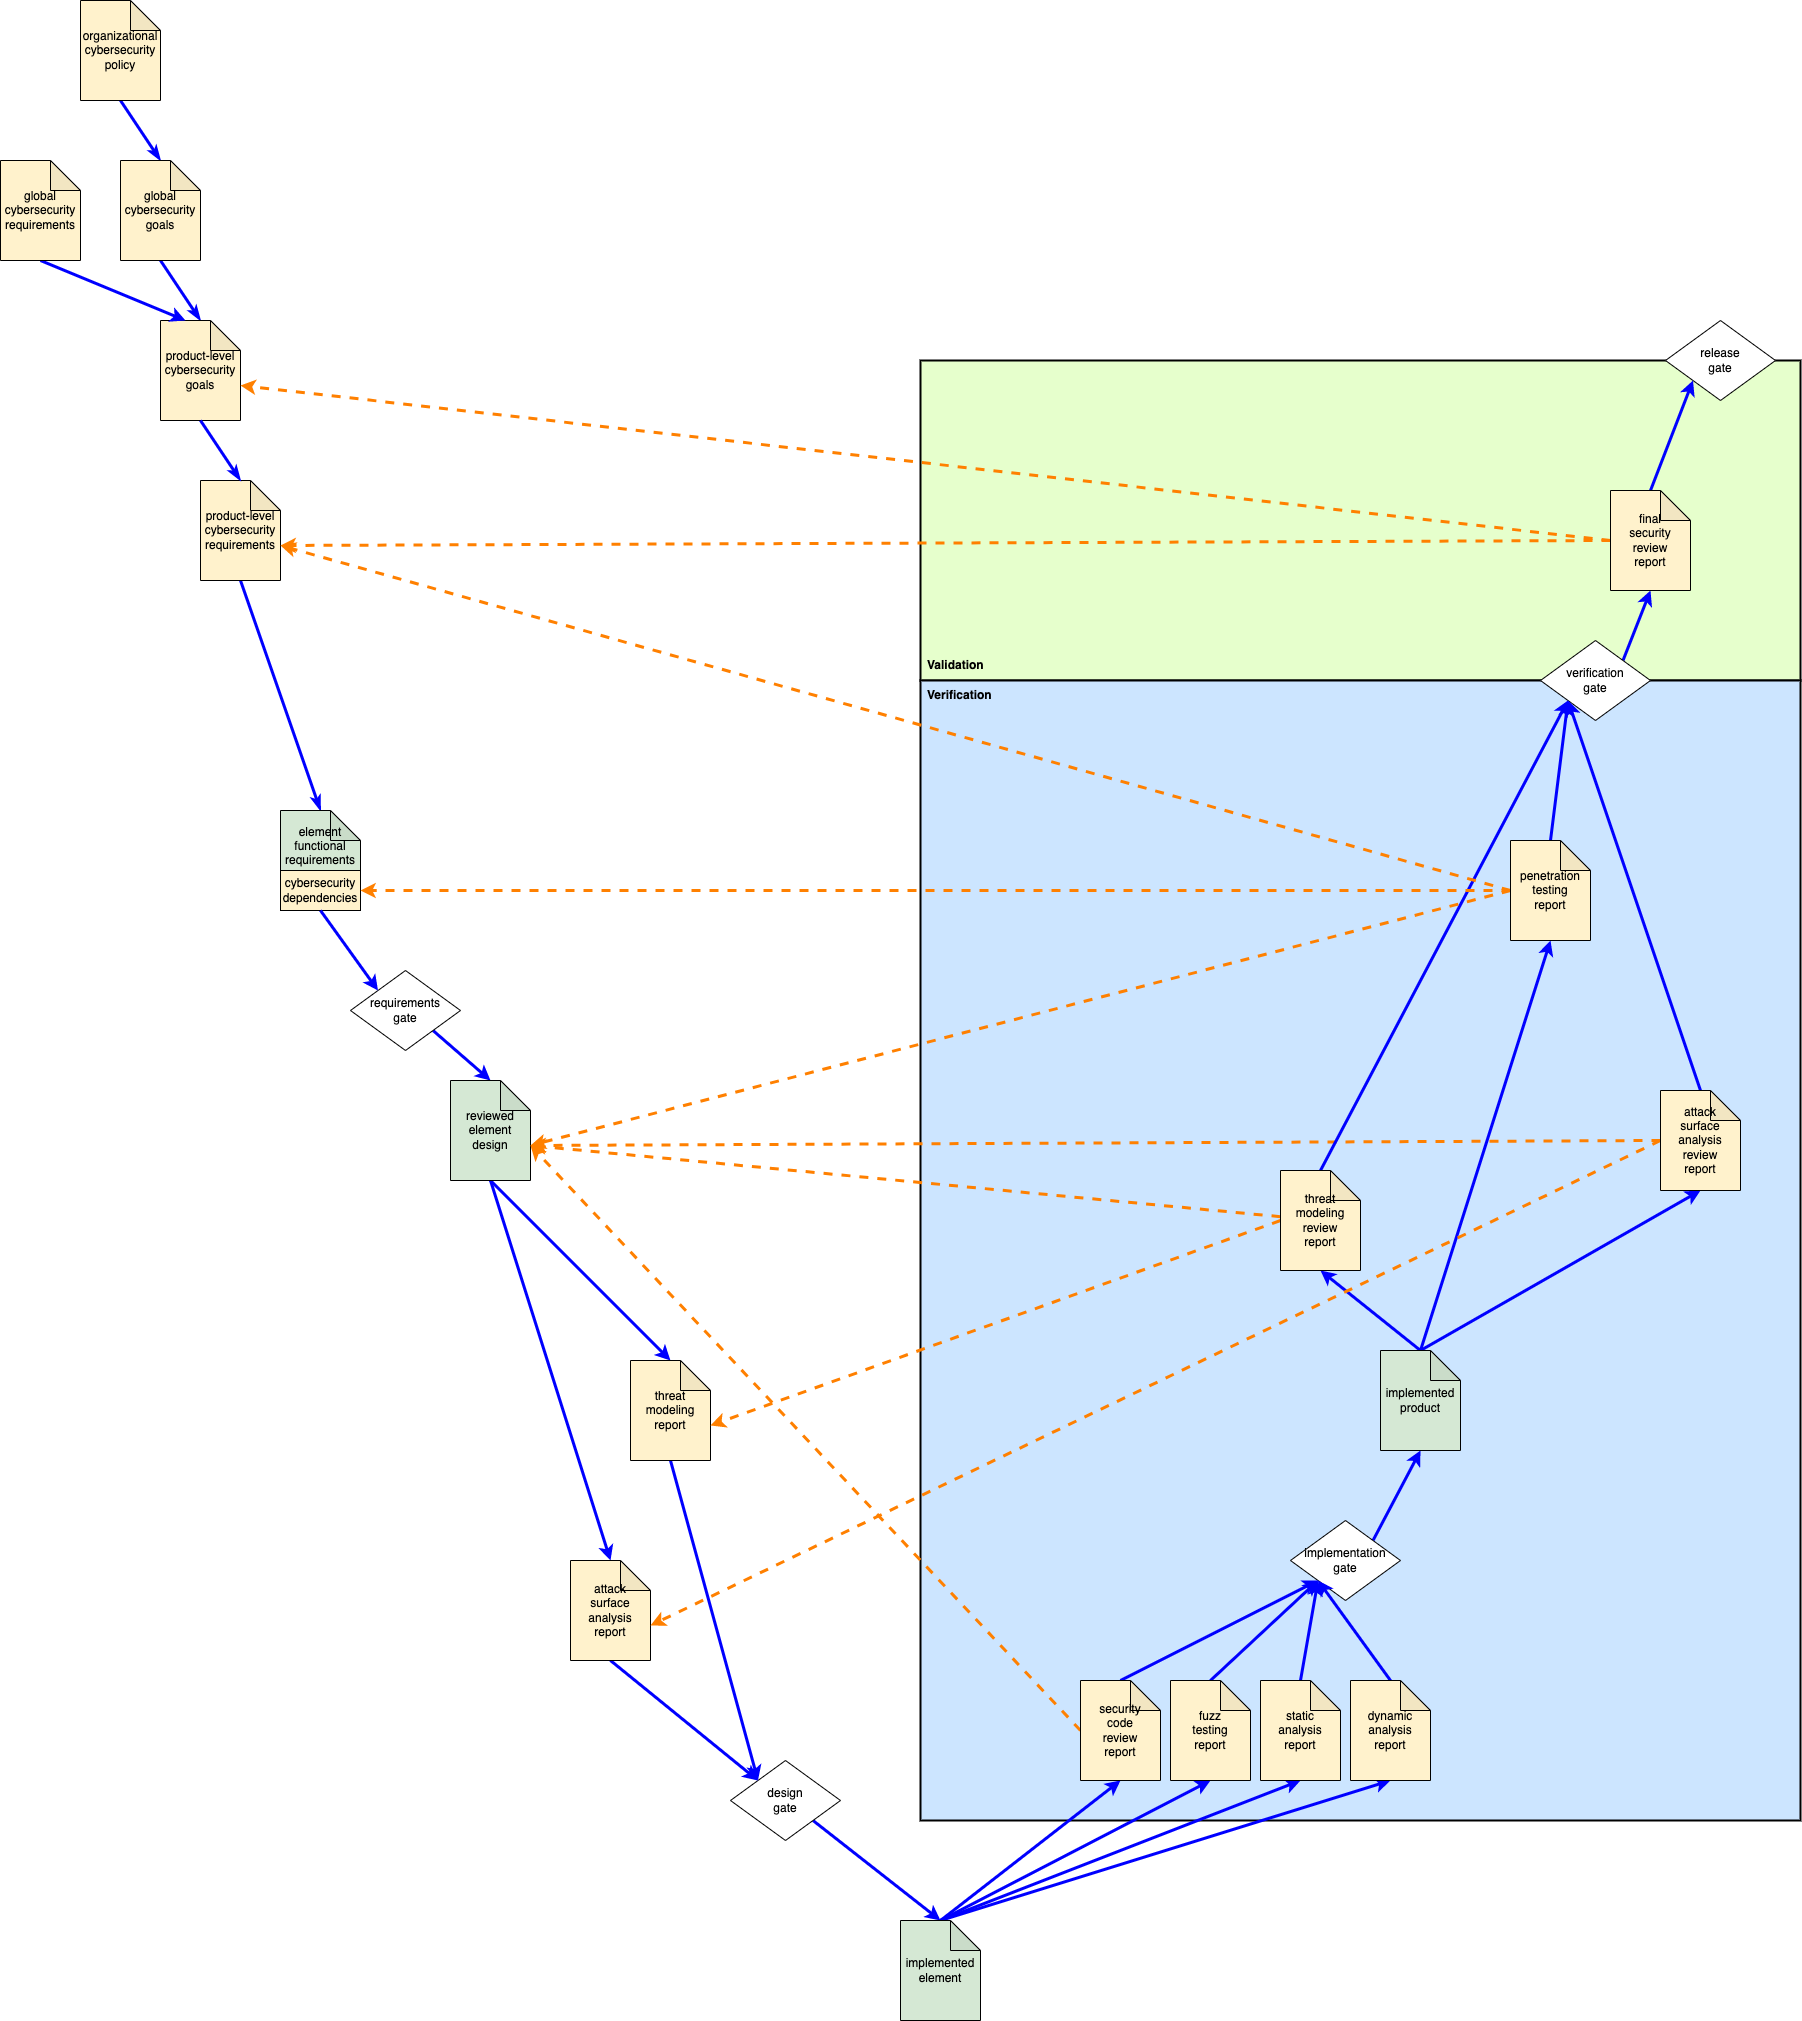 organizational
cybersecurity
policy
global
cybersecurity
requirements
global
cybersecurity
goals
product-level
cybersecurity
goals
release
gate
product-level
cybersecurity
requirements
final
security
review
report
Validation
verification
gate
Verification
element
functional
requirements
cybersecurity
dependencies
penetration
testing
report
requirements
gate
reviewed
element
design
attack
surface
analysis
review
report
threat
modeling
review
report
threat
modeling
report
implemented
product
implementation
gate
attack
surface
analysis
report
security
code
review
report
fuzz
testing
report
static
analysis
report
dynamic
analysis
report
design
gate
implemented
element